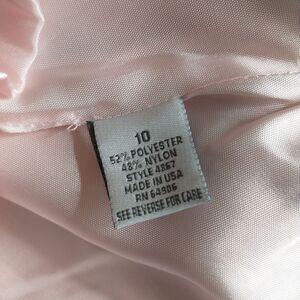 10
52% POLYESTER
48% NYLON
STYLE 4867
MADE IN USA
RN 64906
SEE REVERSE FOR CARE